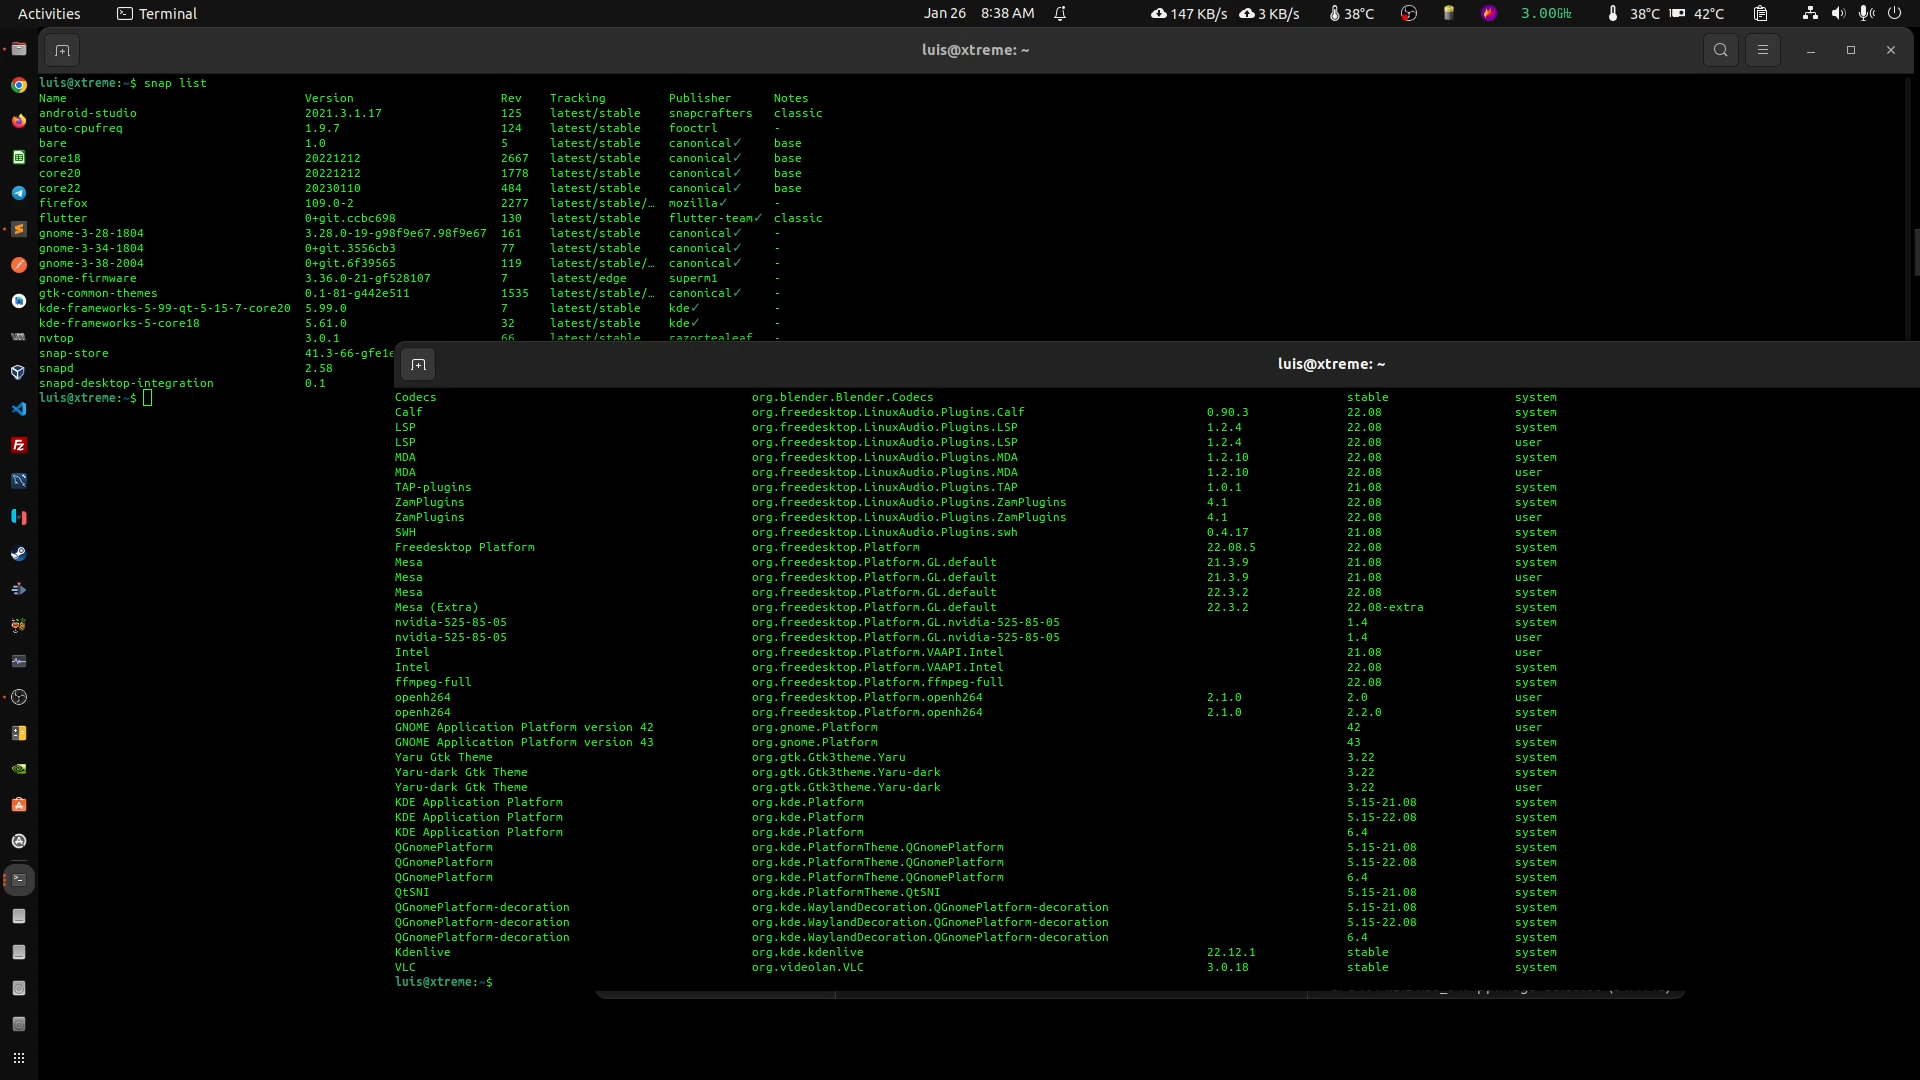 Activities Terminal Jan 26 8:38 AM 147 KB/s 3 KB/s 38°C 3.00GHz 38°C 42°C
luis@xtreme: ~
luis@xtreme:~$ snap list
Name Version Rev Tracking Publisher Notes
android-studio 2021.3.1.17 125 latest/stable snapcrafters classic
auto-cpufreq 1.9.7 124 latest/stable fooctrl -
bare 1.0 5 latest/stable canonical✓ base
core18 20221212 2667 latest/stable canonical✓ base
core20 20221212 1778 latest/stable canonical✓ base
core22 20230110 484 latest/stable canonical✓ base
firefox 109.0-2 2277 latest/stable/… mozilla✓ -
flutter 0+git.ccbc698 130 latest/stable flutter-team✓ classic
gnome-3-28-1804 3.28.0-19-g98f9e67.98f9e67 161 latest/stable canonical✓ -
gnome-3-34-1804 0+git.3556cb3 77 latest/stable canonical✓ -
gnome-3-38-2004 0+git.6f39565 119 latest/stable/… canonical✓ -
gnome-firmware 3.36.0-21-gf528107 7 latest/edge superm1 -
gtk-common-themes 0.1-81-g442e511 1535 latest/stable/… canonical✓ -
kde-frameworks-5-99-qt-5-15-7-core20 5.99.0 7 latest/stable kde✓ -
kde-frameworks-5-core18 5.61.0 32 latest/stable kde✓ -
nvtop 3.0.1 66 latest/stable razortealeaf -
snap-store 41.3-66-gfe1e
snapd 2.58
snapd-desktop-integration 0.1
luis@xtreme:~$
luis@xtreme: ~
Codecs org.blender.Blender.Codecs stable system
Calf org.freedesktop.LinuxAudio.Plugins.Calf 0.90.3 22.08 system
LSP org.freedesktop.LinuxAudio.Plugins.LSP 1.2.4 22.08 system
LSP org.freedesktop.LinuxAudio.Plugins.LSP 1.2.4 22.08 user
MDA org.freedesktop.LinuxAudio.Plugins.MDA 1.2.10 22.08 system
MDA org.freedesktop.LinuxAudio.Plugins.MDA 1.2.10 22.08 user
TAP-plugins org.freedesktop.LinuxAudio.Plugins.TAP 1.0.1 21.08 system
ZamPlugins org.freedesktop.LinuxAudio.Plugins.ZamPlugins 4.1 22.08 system
ZamPlugins org.freedesktop.LinuxAudio.Plugins.ZamPlugins 4.1 22.08 user
SWH org.freedesktop.LinuxAudio.Plugins.swh 0.4.17 21.08 system
Freedesktop Platform org.freedesktop.Platform 22.08.5 22.08 system
Mesa org.freedesktop.Platform.GL.default 21.3.9 21.08 system
Mesa org.freedesktop.Platform.GL.default 21.3.9 21.08 user
Mesa org.freedesktop.Platform.GL.default 22.3.2 22.08 system
Mesa (Extra) org.freedesktop.Platform.GL.default 22.3.2 22.08-extra system
nvidia-525-85-05 org.freedesktop.Platform.GL.nvidia-525-85-05 1.4 system
nvidia-525-85-05 org.freedesktop.Platform.GL.nvidia-525-85-05 1.4 user
Intel org.freedesktop.Platform.VAAPI.Intel 21.08 user
Intel org.freedesktop.Platform.VAAPI.Intel 22.08 system
ffmpeg-full org.freedesktop.Platform.ffmpeg-full 22.08 system
openh264 org.freedesktop.Platform.openh264 2.1.0 2.0 user
openh264 org.freedesktop.Platform.openh264 2.1.0 2.2.0 system
GNOME Application Platform version 42 org.gnome.Platform 42 user
GNOME Application Platform version 43 org.gnome.Platform 43 system
Yaru Gtk Theme org.gtk.Gtk3theme.Yaru 3.22 system
Yaru-dark Gtk Theme org.gtk.Gtk3theme.Yaru-dark 3.22 system
Yaru-dark Gtk Theme org.gtk.Gtk3theme.Yaru-dark 3.22 user
KDE Application Platform org.kde.Platform 5.15-21.08 system
KDE Application Platform org.kde.Platform 5.15-22.08 system
KDE Application Platform org.kde.Platform 6.4 system
QGnomePlatform org.kde.PlatformTheme.QGnomePlatform 5.15-21.08 system
QGnomePlatform org.kde.PlatformTheme.QGnomePlatform 5.15-22.08 system
QGnomePlatform org.kde.PlatformTheme.QGnomePlatform 6.4 system
QtSNI org.kde.PlatformTheme.QtSNI 5.15-21.08 system
QGnomePlatform-decoration org.kde.WaylandDecoration.QGnomePlatform-decoration 5.15-21.08 system
QGnomePlatform-decoration org.kde.WaylandDecoration.QGnomePlatform-decoration 5.15-22.08 system
QGnomePlatform-decoration org.kde.WaylandDecoration.QGnomePlatform-decoration 6.4 system
Kdenlive org.kde.kdenlive 22.12.1 stable system
VLC org.videolan.VLC 3.0.18 stable system
luis@xtreme:~$